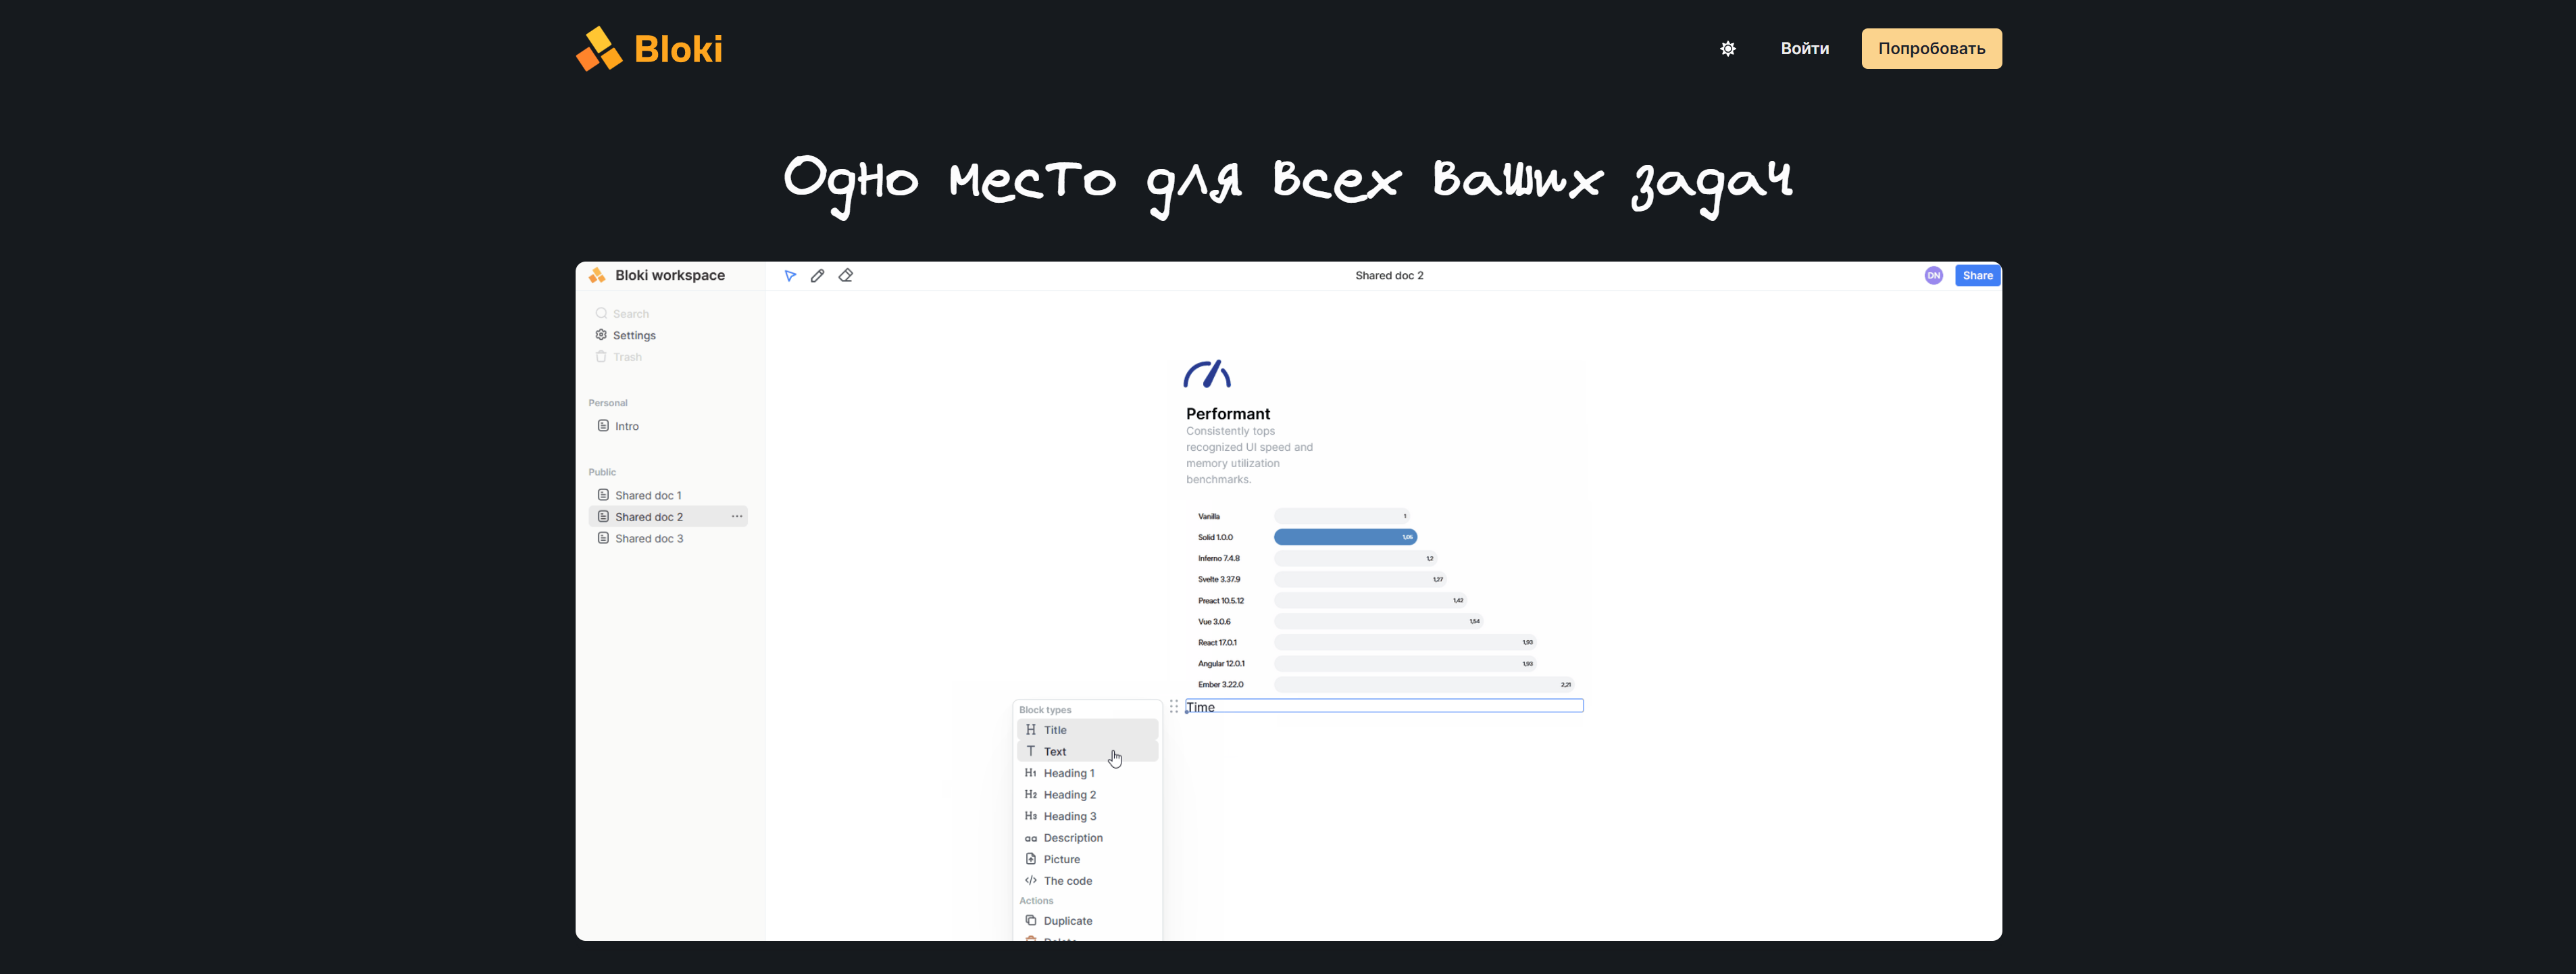 Bloki
Войти
Попробовать
Одно место для всех ваших задач
Bloki workspace
Shared doc 2
DN
Share
Search
Settings
Trash
Personal
Intro
Public
Shared doc 1
Shared doc 2
Shared doc 3
Performant
Consistently tops
recognized UI speed and
memory utilization
benchmarks.
Vanilla 1
Solid 1.0.0 1,05
Inferno 7.4.8 1,2
Svelte 3.37.9 1,27
Preact 10.5.12 1,42
Vue 3.0.6 1,54
React 17.0.1 1,93
Angular 12.0.1 1,93
Ember 3.22.0 2,21
Time
Block types
H Title
T Text
H1 Heading 1
H2 Heading 2
H3 Heading 3
aa Description
Picture
</> The code
Actions
Duplicate